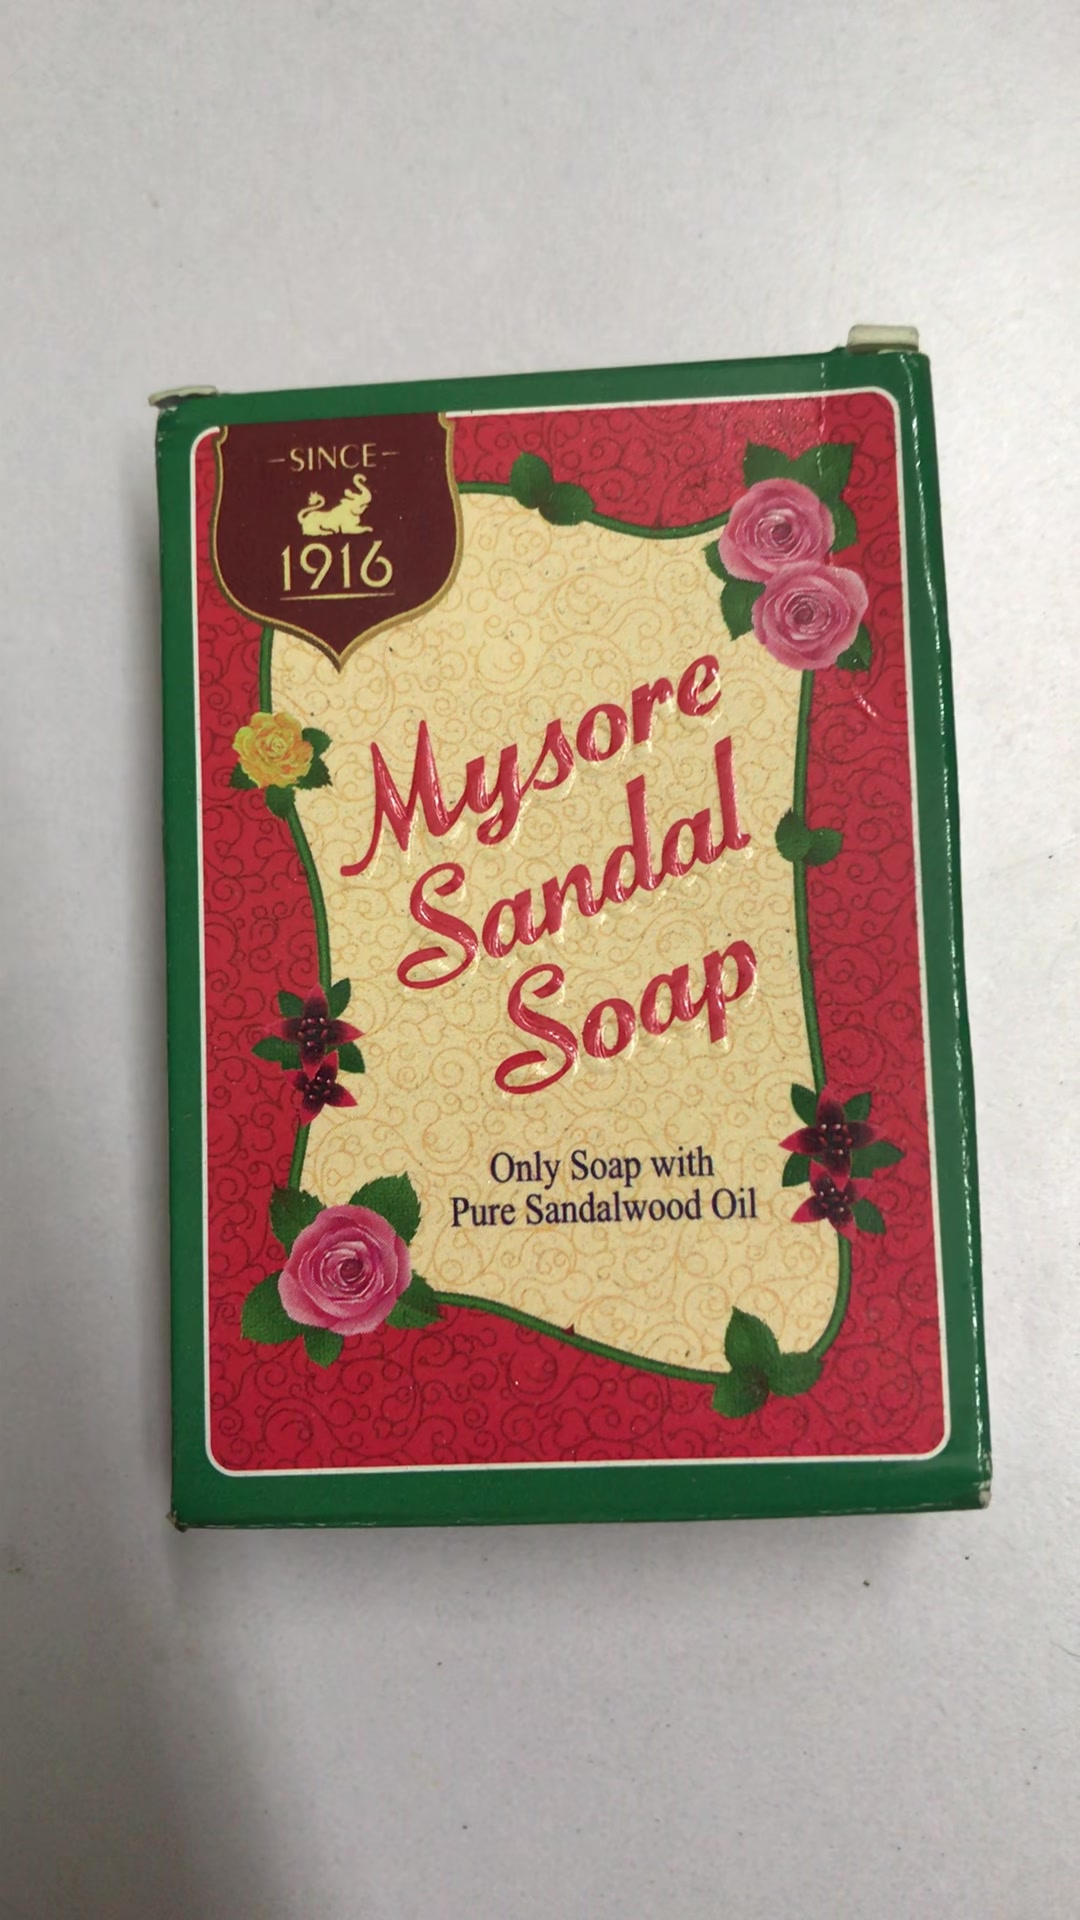 -SINCE-
1916
Mysore
Sandal
Soap
Only Soap with
Pure Sandalwood Oil